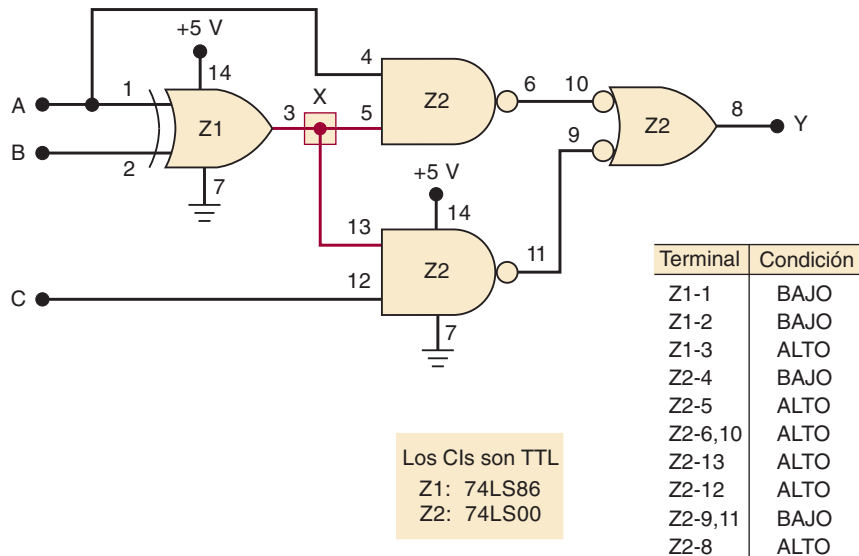 +5 V
14
A
1
B
2
Z1
7
3
X
4
5
Z2
6
10
9
Z2
8
Y
+5 V
14
13
12
Z2
11
7
C
Los CIs son TTL
Z1: 74LS86
Z2: 74LS00
Terminal Condición
Z1-1 BAJO
Z1-2 BAJO
Z1-3 ALTO
Z2-4 BAJO
Z2-5 ALTO
Z2-6,10 ALTO
Z2-13 ALTO
Z2-12 ALTO
Z2-9,11 BAJO
Z2-8 ALTO